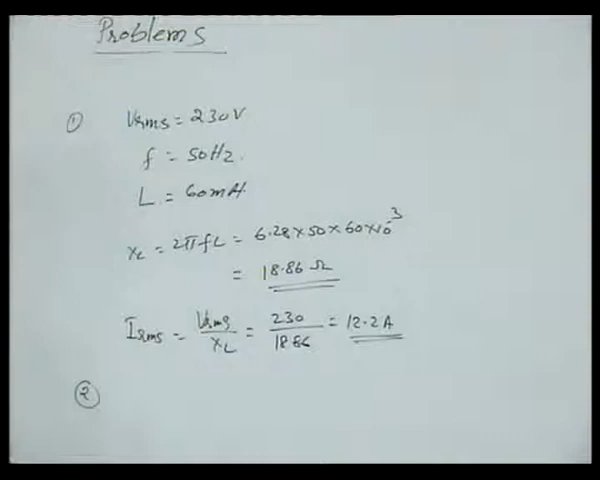 Problems
① Vrms = 230V
f = 50Hz.
L = 60mH.
XL = 2πfL = 6.28×50×60×10⁻³
= 18.86 Ω
Irms = Vrms/XL = 230/18.86 = 12.2A
②